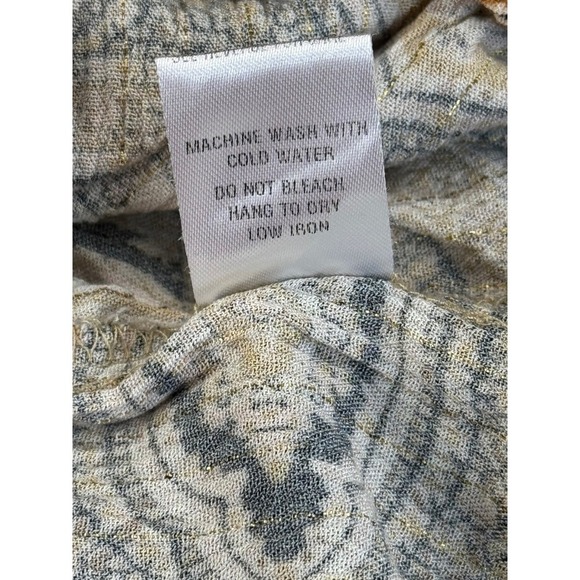 MACHINE WASH WITH
COLD WATER
DO NOT BLEACH
HANG TO DRY
LOW IRON